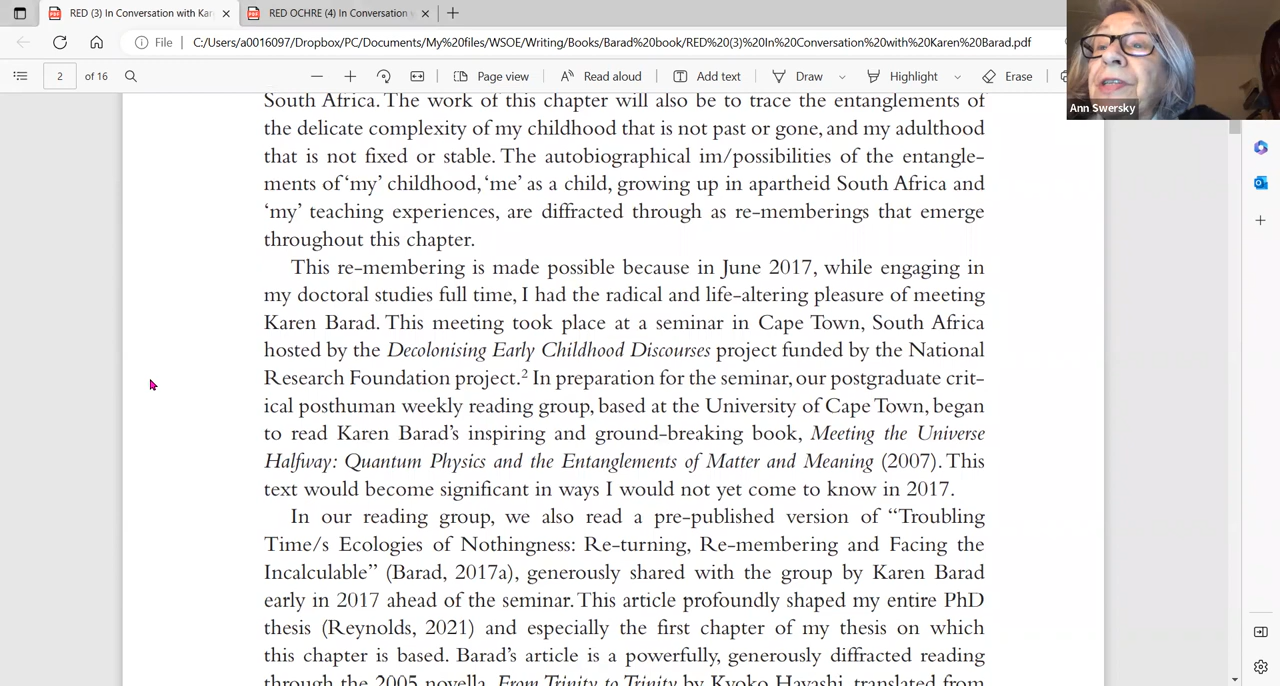 RED (3) In Conversation with Kar
RED OCHRE (4) In Conversation
File
C:/Users/a0016097/Dropbox/PC/Documents/My%20files/WSOE/Writing/Books/Barad%20book/RED%20(3)%20In%20Conversation%20with%20Karen%20Barad.pdf
2 of 16
Page view
Read aloud
Add text
Draw
Highlight
Erase
Ann Swersky
South Africa. The work of this chapter will also be to trace the entanglements of
the delicate complexity of my childhood that is not past or gone, and my adulthood
that is not fixed or stable. The autobiographical im/possibilities of the entangle-
ments of ‘my’ childhood, ‘me’ as a child, growing up in apartheid South Africa and
‘my’ teaching experiences, are diffracted through as re-memberings that emerge
throughout this chapter.
This re-membering is made possible because in June 2017, while engaging in
my doctoral studies full time, I had the radical and life-altering pleasure of meeting
Karen Barad. This meeting took place at a seminar in Cape Town, South Africa
hosted by the Decolonising Early Childhood Discourses project funded by the National
Research Foundation project.2 In preparation for the seminar, our postgraduate crit-
ical posthuman weekly reading group, based at the University of Cape Town, began
to read Karen Barad’s inspiring and ground-breaking book, Meeting the Universe
Halfway: Quantum Physics and the Entanglements of Matter and Meaning (2007). This
text would become significant in ways I would not yet come to know in 2017.
In our reading group, we also read a pre-published version of “Troubling
Time/s Ecologies of Nothingness: Re-turning, Re-membering and Facing the
Incalculable” (Barad, 2017a), generously shared with the group by Karen Barad
early in 2017 ahead of the seminar. This article profoundly shaped my entire PhD
thesis (Reynolds, 2021) and especially the first chapter of my thesis on which
this chapter is based. Barad’s article is a powerfully, generously diffracted reading
through the 2005 novella, From Trinity to Trinity by Kyoko Hayashi, translated from